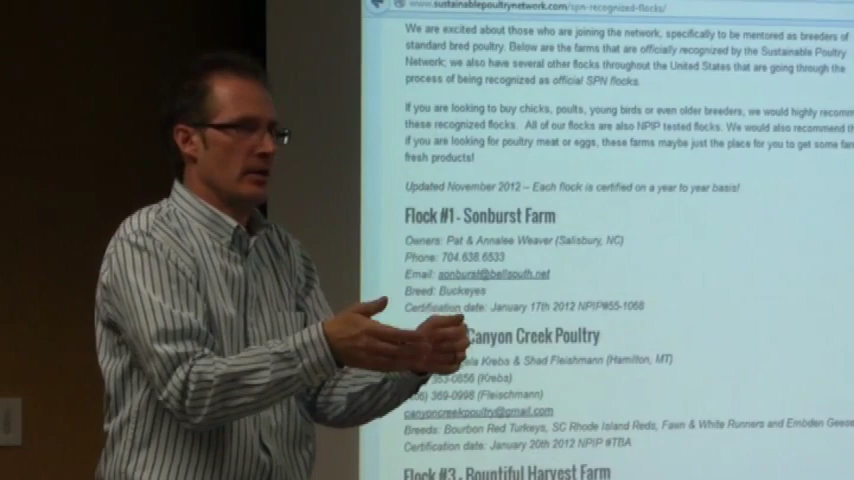 www.sustainablepoultrynetwork.com/spn-recognized-flocks/
We are excited about those who are joining the network, specifically to be mentored as breeders of
standard bred poultry. Below are the farms that are officially recognized by the Sustainable Poultry
Network; we also have several other flocks throughout the United States that are going through the
process of being recognized as official SPN flocks.
If you are looking to buy chicks, poults, young birds or even older breeders, we would highly recomm
these recognized flocks. All of our flocks are also NPIP tested flocks. We would also recommend th
if you are looking for poultry meat or eggs, these farms maybe just the place for you to get some fan
fresh products!
Updated November 2012 – Each flock is certified on a year to year basis!
Flock #1 - Sonburst Farm
Owners: Pat & Annalee Weaver (Salisbury, NC)
Phone: 704.638.6533
Email: sonburst@bellsouth.net
Breed: Buckeyes
Certification date: January 17th 2012 NPIP#55-1068
Canyon Creek Poultry
Krebs & Shad Fleishmann (Hamilton, MT)
363-0656 (Krebs)
06) 369-0998 (Fleischmann)
canyoncreekpoultry@gmail.com
Breeds: Bourbon Red Turkeys, SC Rhode Island Reds, Fawn & White Runners and Embden Geese
Certification date: January 20th 2012 NPIP #TBA
Flock #3 - Bountiful Harvest Farm